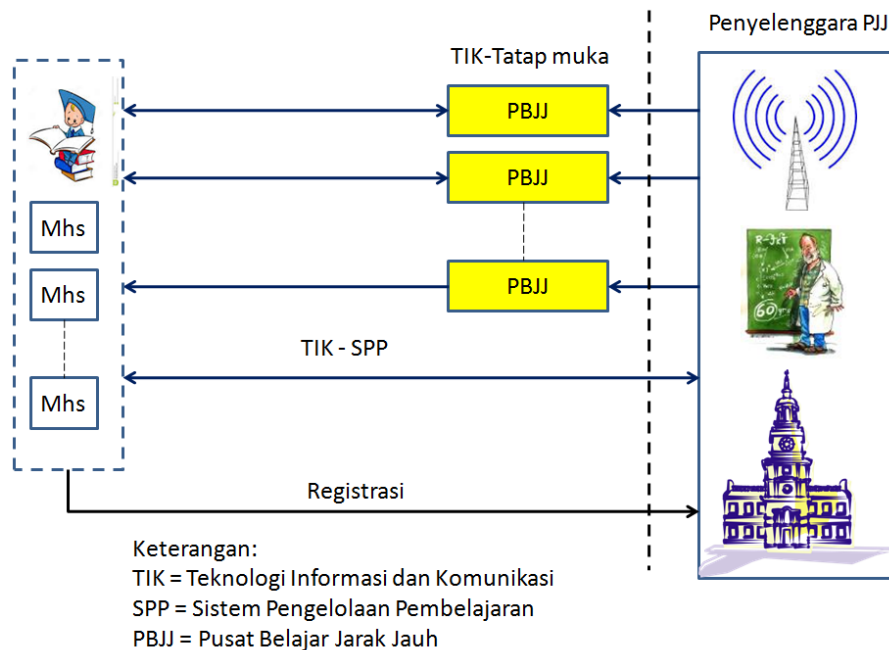 Penyelenggara PJJ
TIK-Tatap muka
PBJJ
PBJJ
Mhs
Mhs
PBJJ
TIK - SPP
Mhs
Registrasi
Keterangan:
TIK = Teknologi Informasi dan Komunikasi
SPP = Sistem Pengelolaan Pembelajaran
PBJJ = Pusat Belajar Jarak Jauh